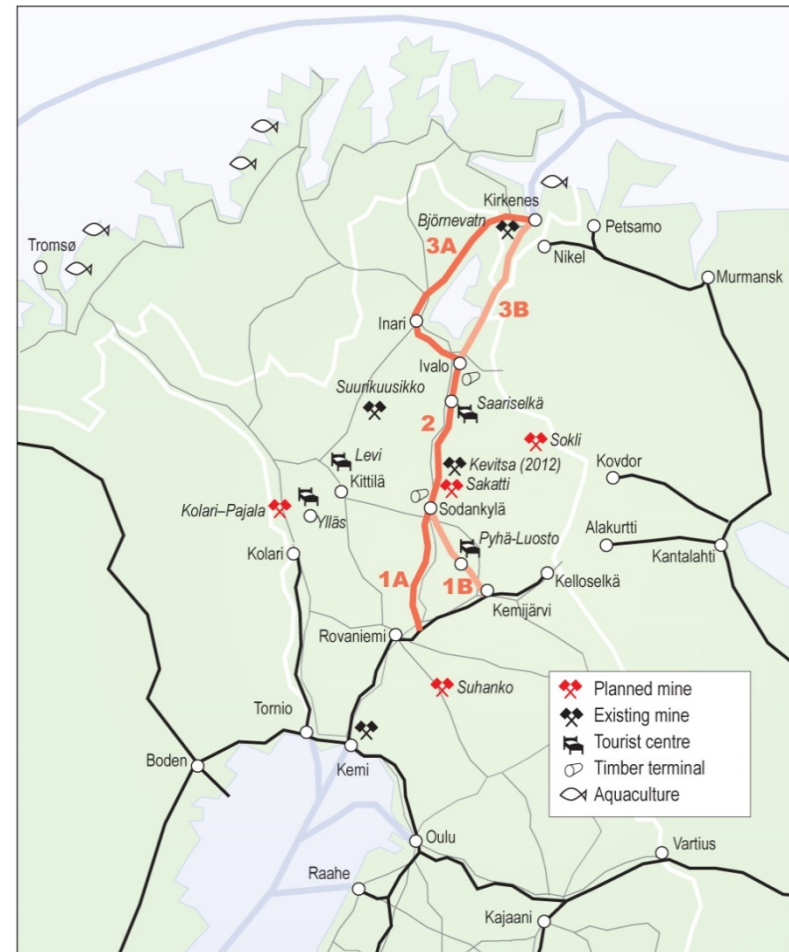 Kirkenes
Björnevatn
Petsamo
3A
Nikel
Tromsø
Murmansk
3B
Inari
Ivalo
Suurikuusikko
Saariselkä
2
Sokli
Levi
Kevitsa (2012)
Kovdor
Kittilä
Sakatti
Kolari–Pajala
Sodankylä
Ylläs
Pyhä-Luosto
Alakurtti
Kantalahti
Kolari
1A
1B
Kelloselkä
Kemijärvi
Rovaniemi
Suhanko
Planned mine
Existing mine
Tourist centre
Timber terminal
Aquaculture
Tornio
Boden
Kemi
Oulu
Vartius
Raahe
Kajaani